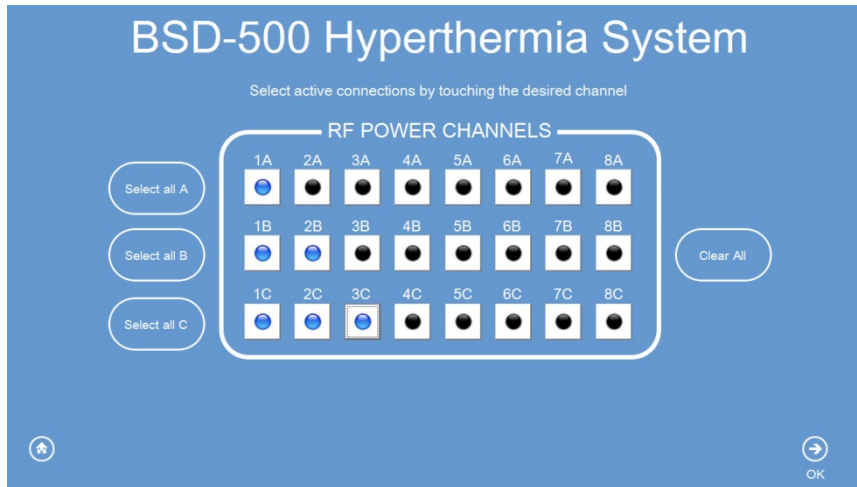 BSD-500 Hyperthermia System
Select active connections by touching the desired channel
RF POWER CHANNELS
1A 2A 3A 4A 5A 6A 7A 8A
Select all A
1B 2B 3B 4B 5B 6B 7B 8B
Select all B
Clear All
1C 2C 3C 4C 5C 6C 7C 8C
Select all C
OK